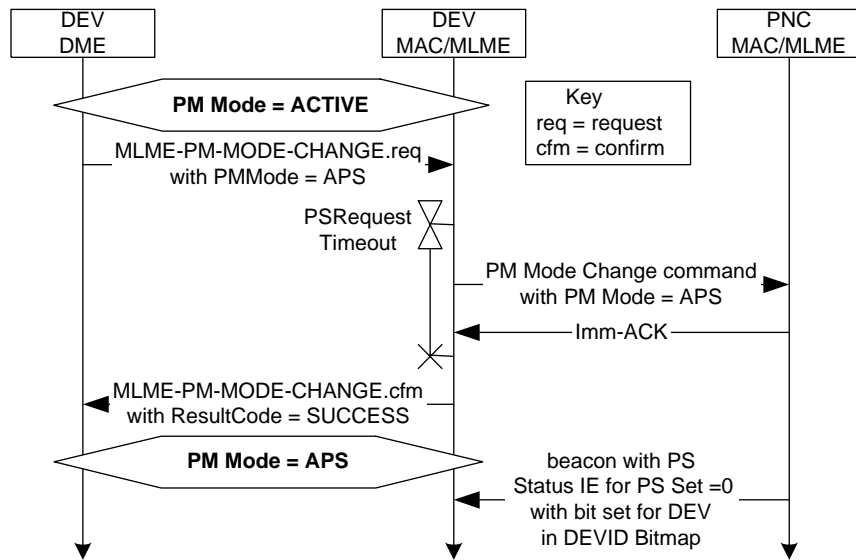 DEV
DME
DEV
MAC/MLME
PNC
MAC/MLME
PM Mode = ACTIVE
Key
req = request
cfm = confirm
MLME-PM-MODE-CHANGE.req
with PMMode = APS
PSRequest
Timeout
PM Mode Change command
with PM Mode = APS
Imm-ACK
MLME-PM-MODE-CHANGE.cfm
with ResultCode = SUCCESS
PM Mode = APS
beacon with PS
Status IE for PS Set =0
with bit set for DEV
in DEVID Bitmap